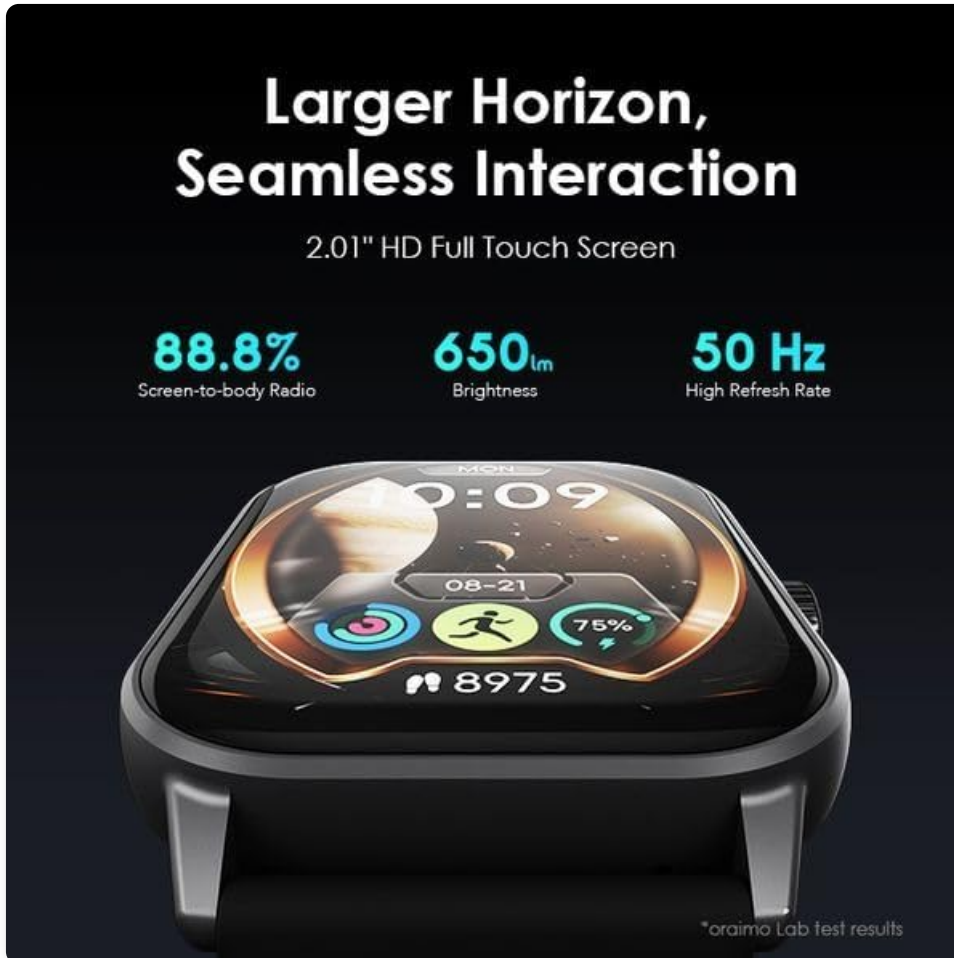 Larger Horizon,
Seamless Interaction
2.01" HD Full Touch Screen
88.8% 650lm 50 Hz
Screen-to-body Radio Brightness High Refresh Rate
MON
10:09
08-21
75%
8975
*oraimo Lab test results